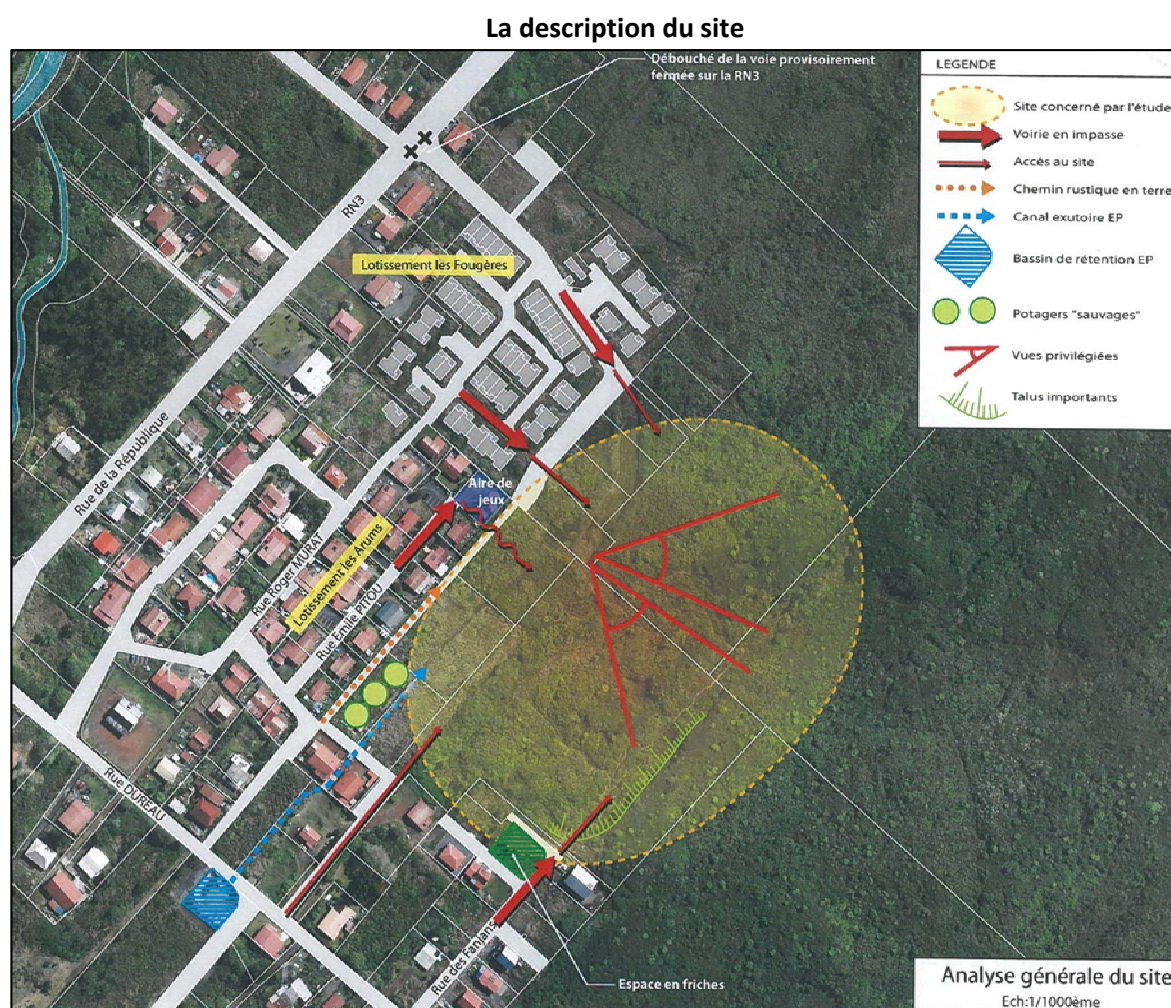 La description du site
Débouché de la voie provisoirement
fermée sur la RN3
LEGENDE
Site concerné par l'étude
Voirie en impasse
Accès au site
Chemin rustique en terre
Canal exutoire EP
Bassin de rétention EP
Potagers "sauvages"
Vues privilégiées
Talus importants
RN3
Lotissement les Fougères
Rue de la République
Aire de
jeux
Rue Roger MURAT
Lotissement les Arums
Rue Emile PITOU
Rue DUREAU
Rue des Fanjans
Espace en friches
Analyse générale du site
Ech:1/1000ème